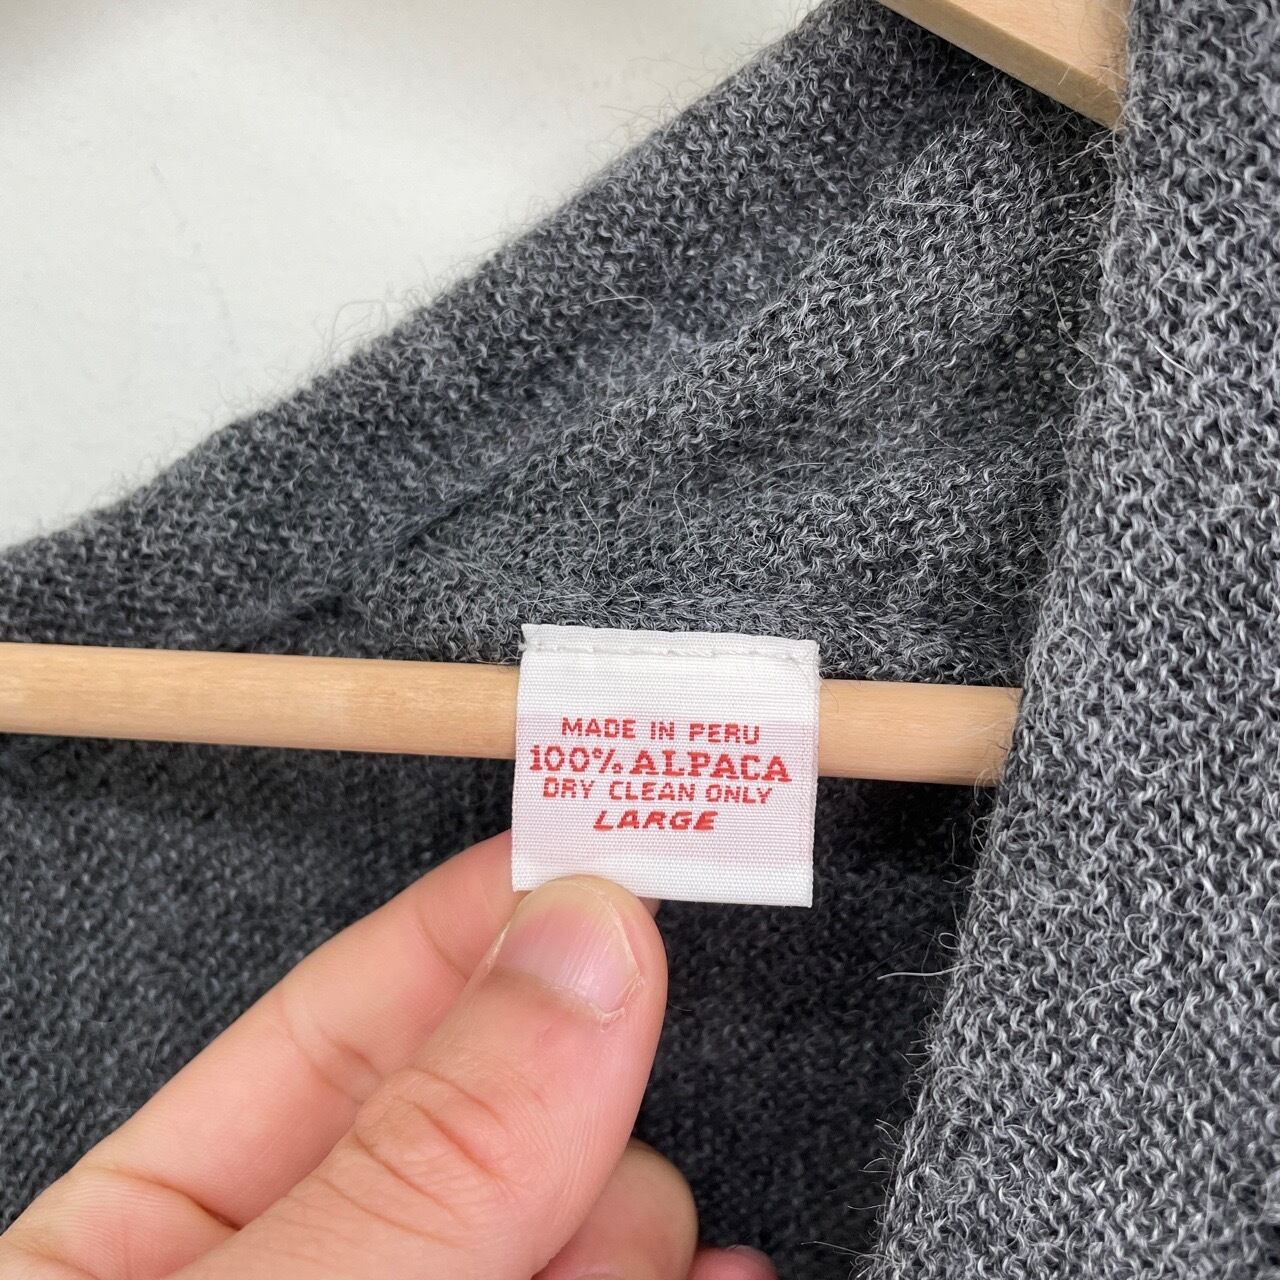 MADE IN PERU
100% ALPACA
DRY CLEAN ONLY
LARGE